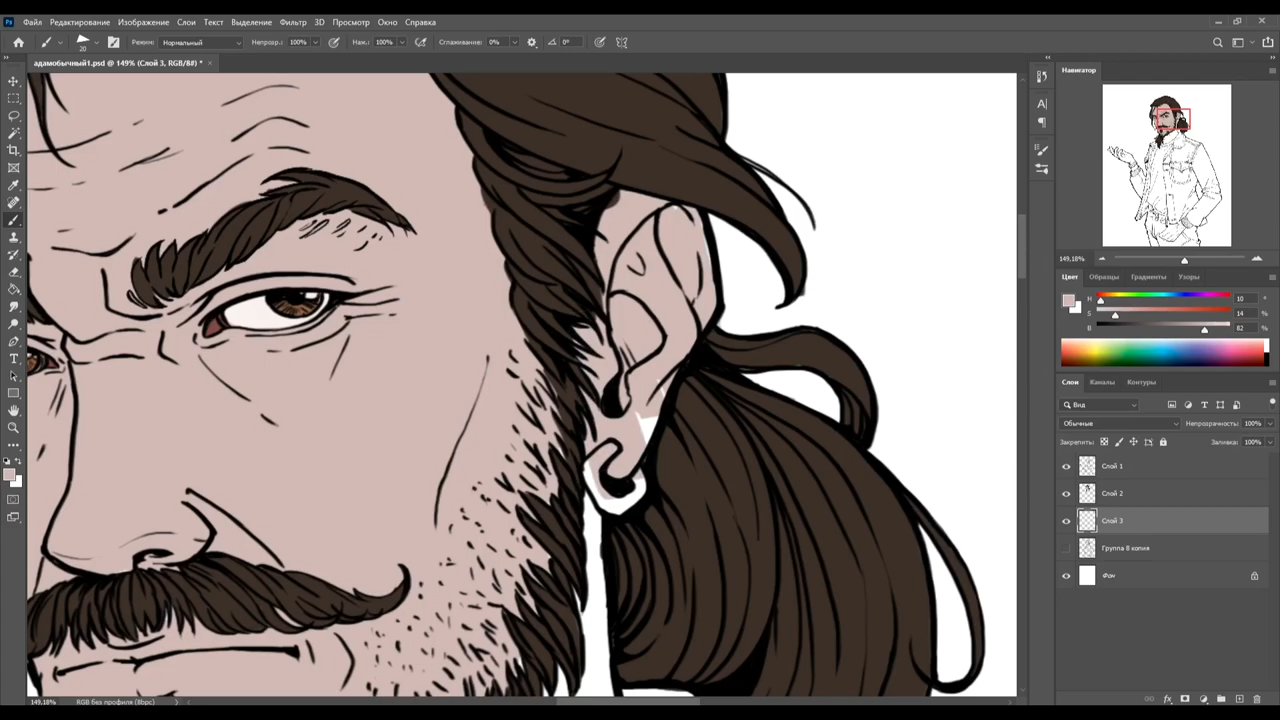 Ps Файл Редактирование Изображение Слои Текст Выделение Фильтр 3D Просмотр Окно Справка
20 Режим: Нормальный Непрозр.: 100% Наж.: 100% Сглаживание: 0% 0°
адамобычный1.psd @ 149% (Слой 3, RGB/8#) * ×
Навигатор
149,18%
Цвет Образцы Градиенты Узоры
H 10 °
S 14 %
B 82 %
Слои Каналы Контуры
Вид
Обычные Непрозрачность: 100%
Закрепить: Заливка: 100%
Слой 1
Слой 2
Слой 3
Группа 8 копия
Фон
149,18% RGB без профиля (8bpc)